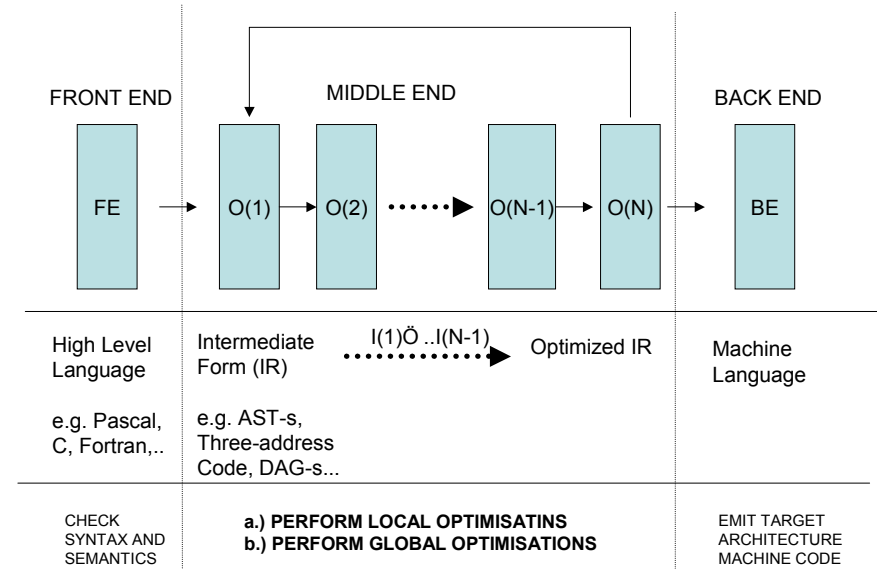 FRONT END
MIDDLE END
BACK END
FE
O(1)
O(2)
O(N-1)
O(N)
BE
High Level
Language
e.g. Pascal,
C, Fortran,..
Intermediate
Form (IR)
e.g. AST-s,
Three-address
Code, DAG-s...
I(1)Ö ..I(N-1)
Optimized IR
Machine
Language
CHECK
SYNTAX AND
SEMANTICS
a.) PERFORM LOCAL OPTIMISATINS
b.) PERFORM GLOBAL OPTIMISATIONS
EMIT TARGET
ARCHITECTURE
MACHINE CODE